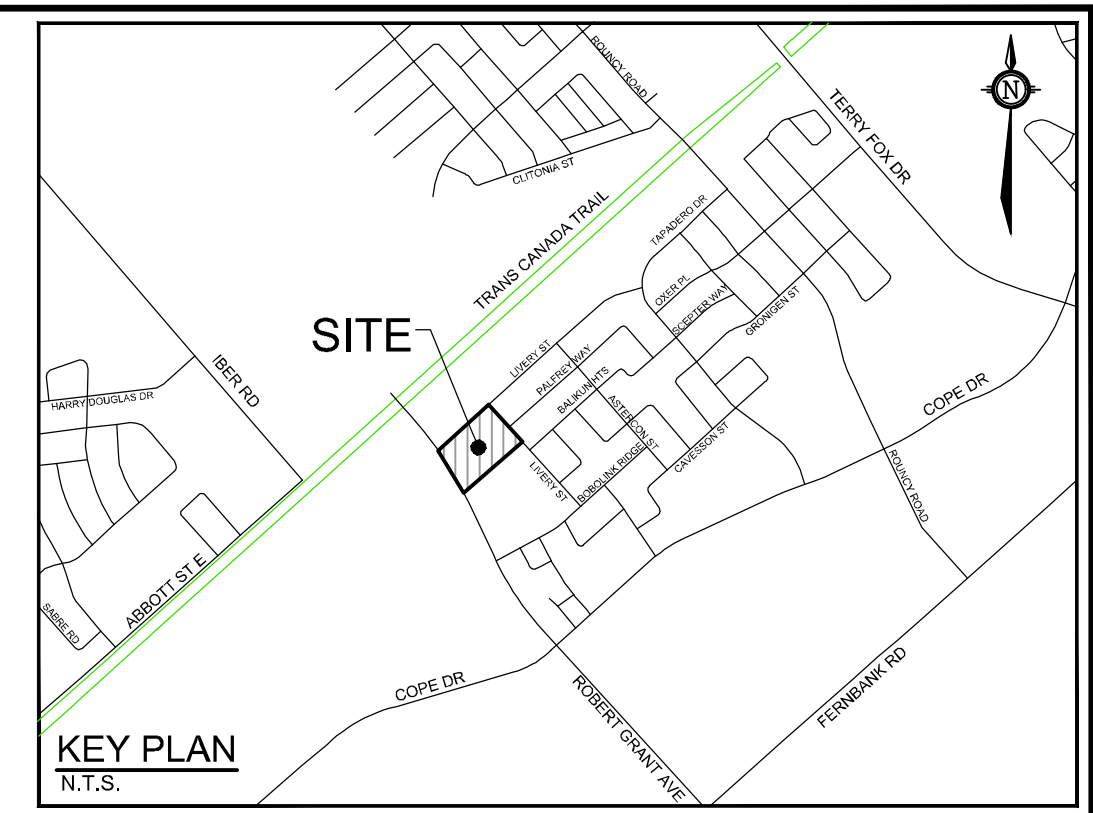 ROUNCY ROAD
N
TERRY FOX DR
CLITONIA ST
TRANS CANADA TRAIL
TAPADERO DR
OXER PL
SCEPTER WAY
GRONIGEN ST
SITE
LIVERY ST
PALFREY WAY
BALIKUN HTS
IBER RD
HARRY DOUGLAS DR
ASTERCON ST
COPE DR
CAVESSON ST
BOBOLINK RIDGE
LIVERY ST
ROUNCY ROAD
ABBOTT ST E
SABRE RD
COPE DR
ROBERT GRANT AVE
FERNBANK RD
KEY PLAN
N.T.S.